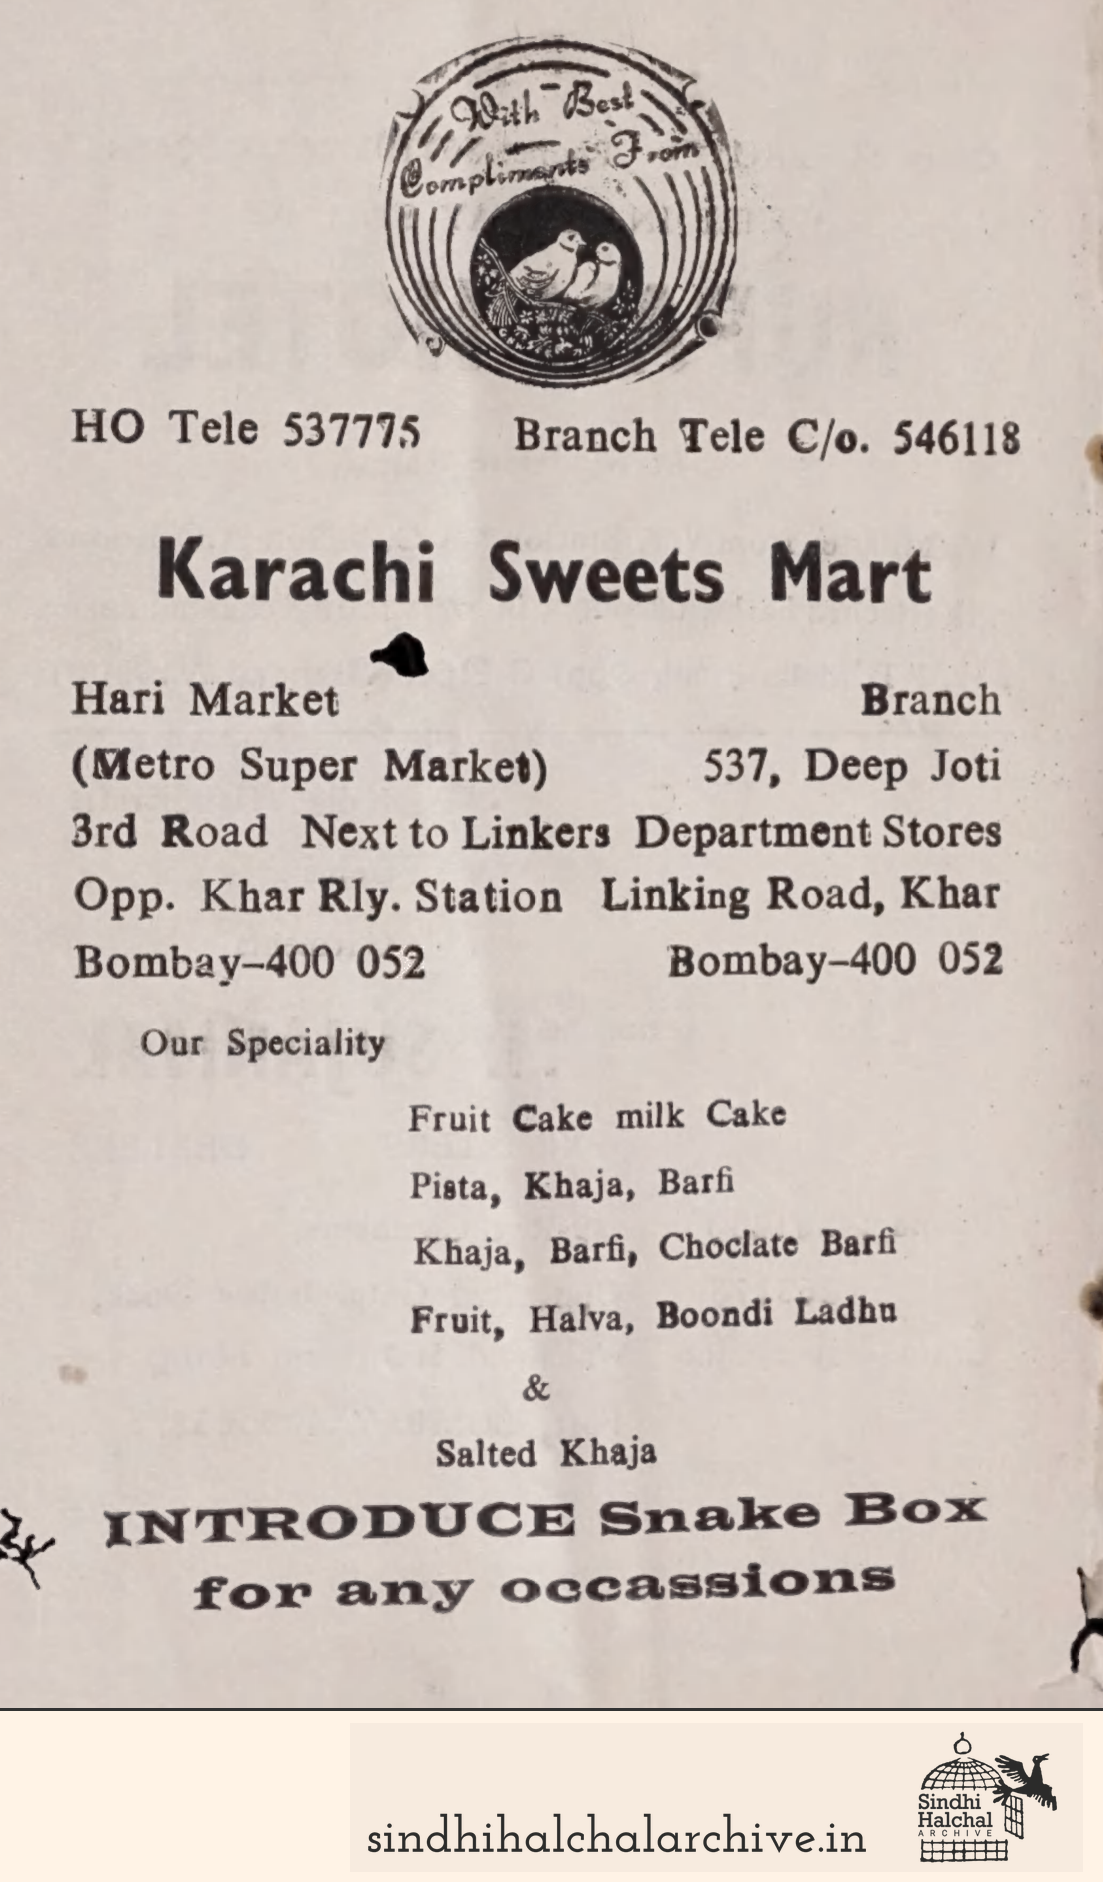 With Best
Compliments From
HO Tele 537775 Branch Tele C/o. 546118
Karachi Sweets Mart
Hari Market
(Metro Super Market)
3rd Road Next to Linkers
Opp. Khar Rly. Station
Bombay-400 052
Branch
537, Deep Joti
Department Stores
Linking Road, Khar
Bombay-400 052
Our Speciality
Fruit Cake milk Cake
Pista, Khaja, Barfi
Khaja, Barfi, Choclate Barfi
Fruit, Halva, Boondi Ladhu
&
Salted Khaja
INTRODUCE Snake Box
for any occassions
sindhihalchalarchive.in
Sindhi
Halchal
ARCHIVE